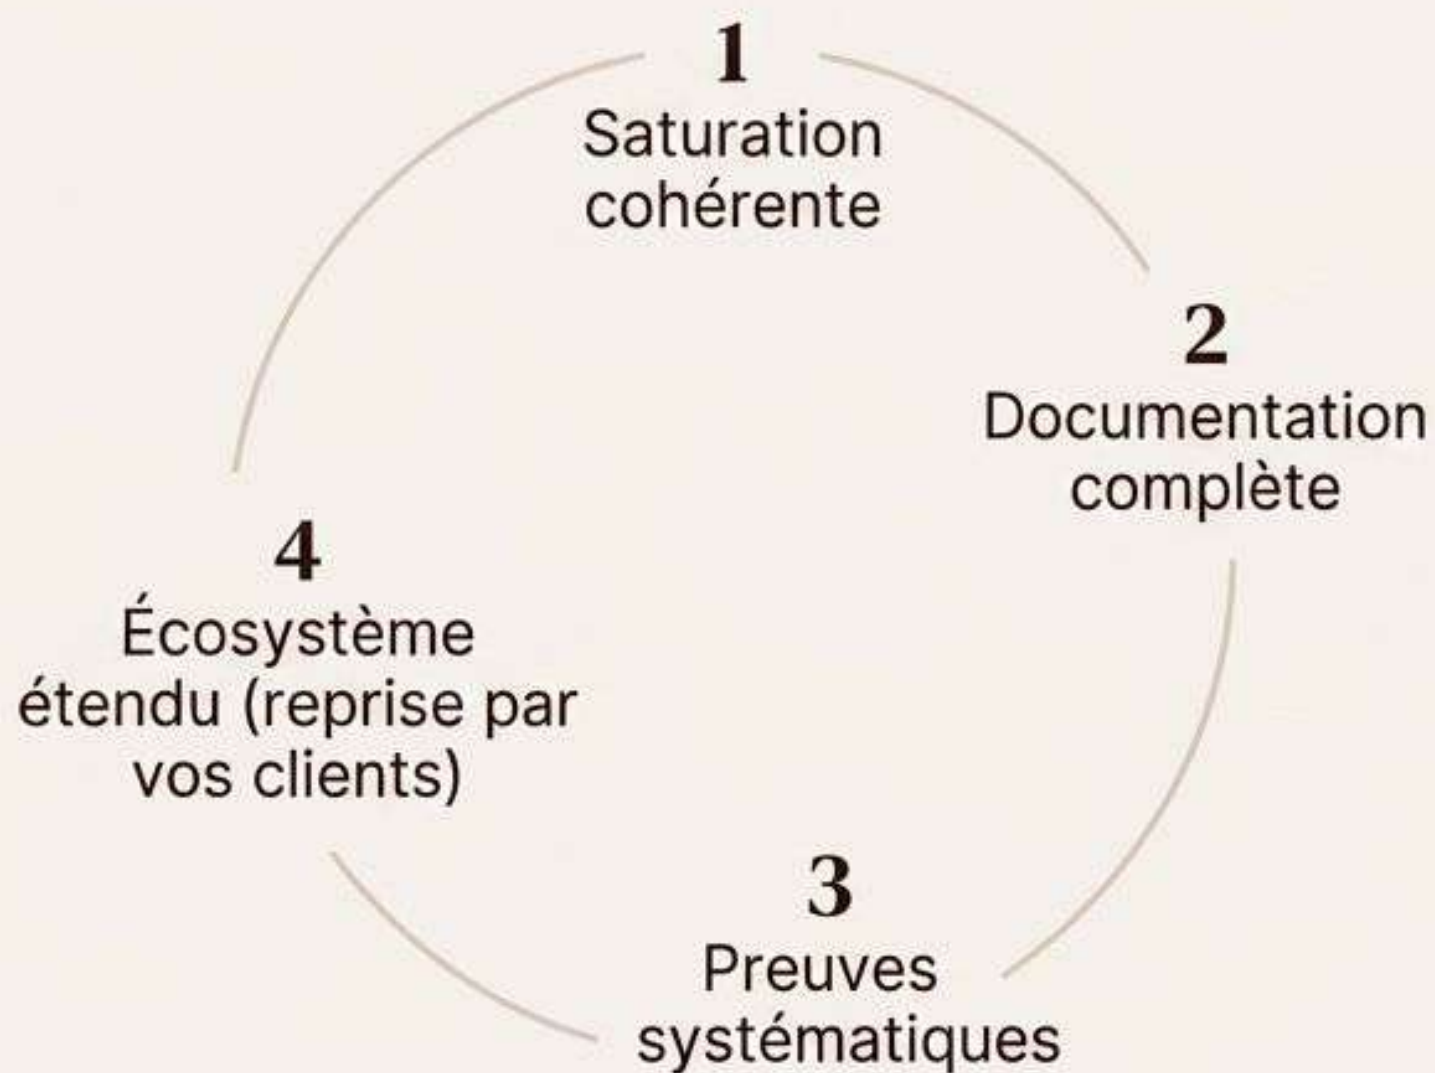 1
Saturation
cohérente
2
Documentation
complète
3
Preuves
systématiques
4
Écosystème
étendu (reprise par
vos clients)